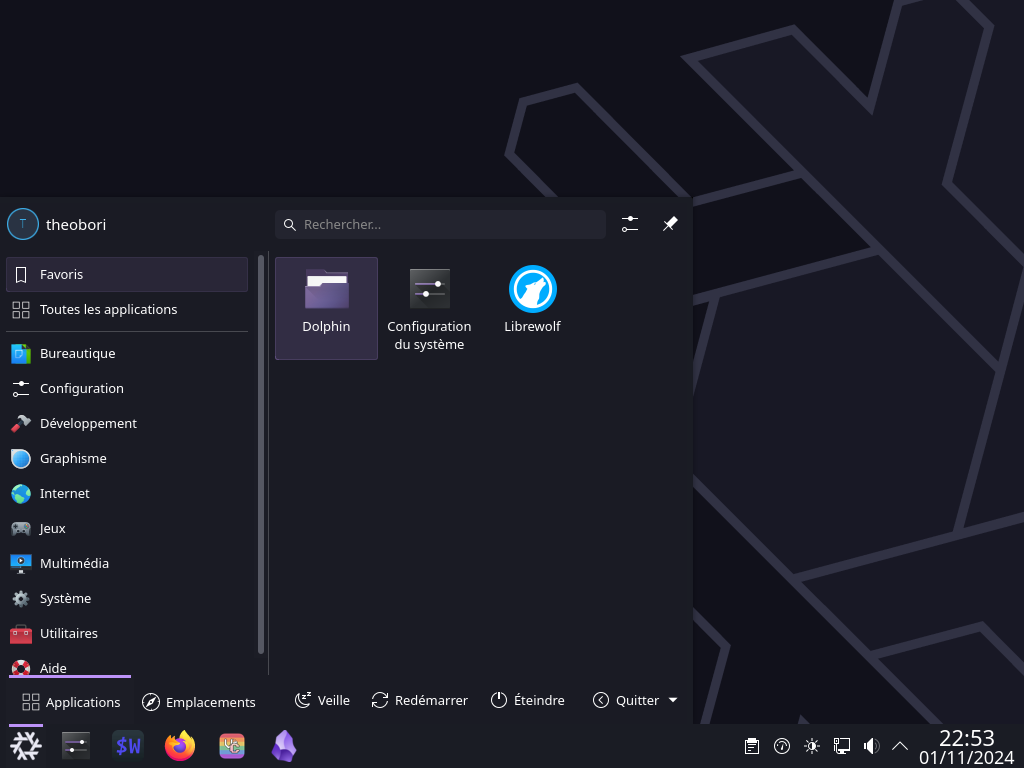 T
theobori
Rechercher...
Favoris
Toutes les applications
Bureautique
Configuration
Développement
Graphisme
Internet
Jeux
Multimédia
Système
Utilitaires
Aide
Dolphin
Configuration
du système
Librewolf
Applications
Emplacements
Veille
Redémarrer
Éteindre
Quitter
$W
UC
22:53
01/11/2024